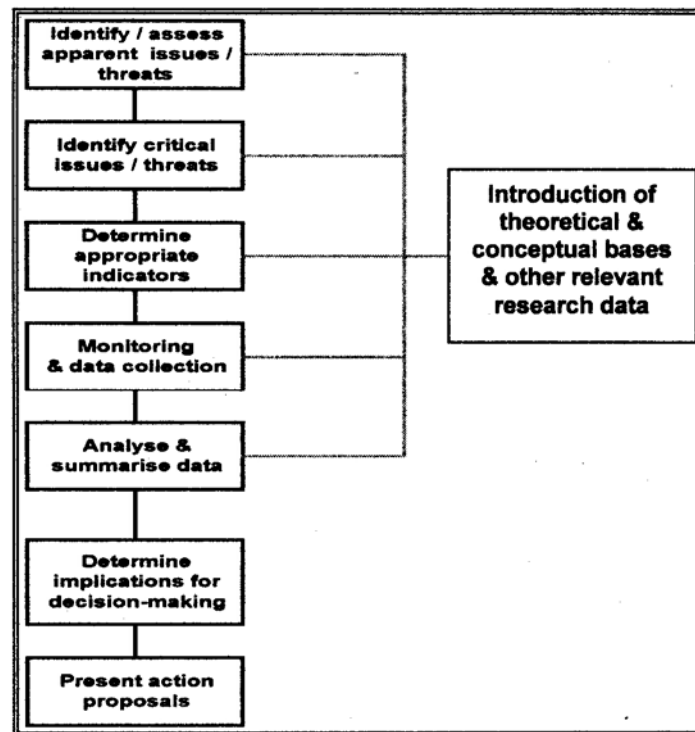 Identify / assess
apparent issues /
threats
Identify critical
issues / threats
Determine
appropriate
indicators
Monitoring
& data collection
Analyse &
summarise data
Determine
implications for
decision-making
Present action
proposals
Introduction of
theoretical &
conceptual bases
& other relevant
research data